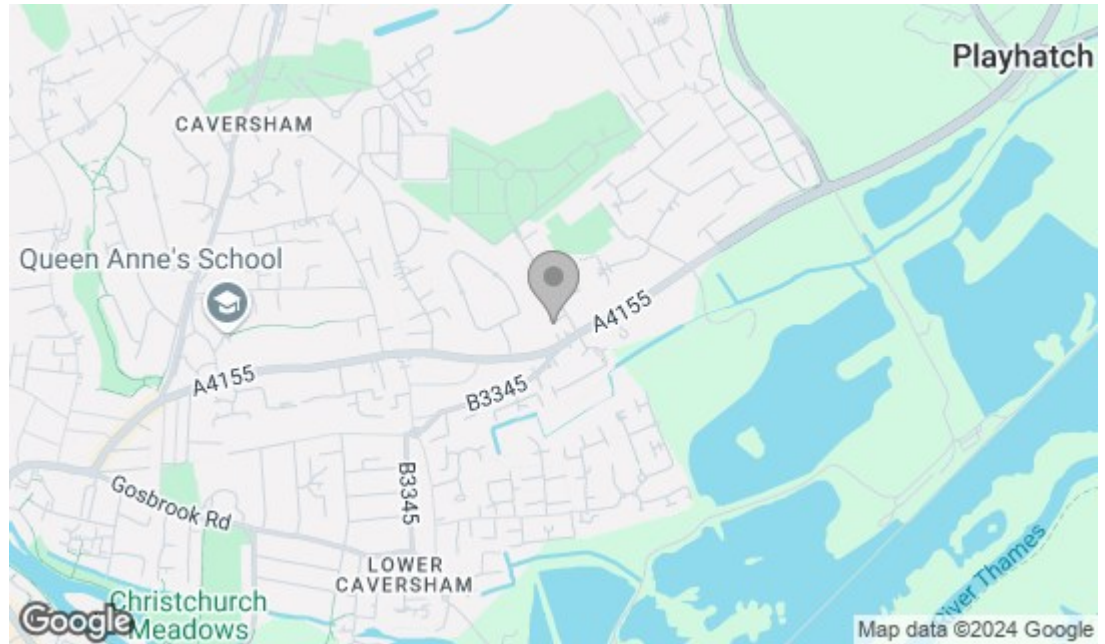 Playhatch
CAVERSHAM
Queen Anne's School
A4155
A4155
B3345
B3345
Gosbrook Rd
LOWER
CAVERSHAM
River Thames
Christchurch
Meadows
Google
Map data ©2024 Google